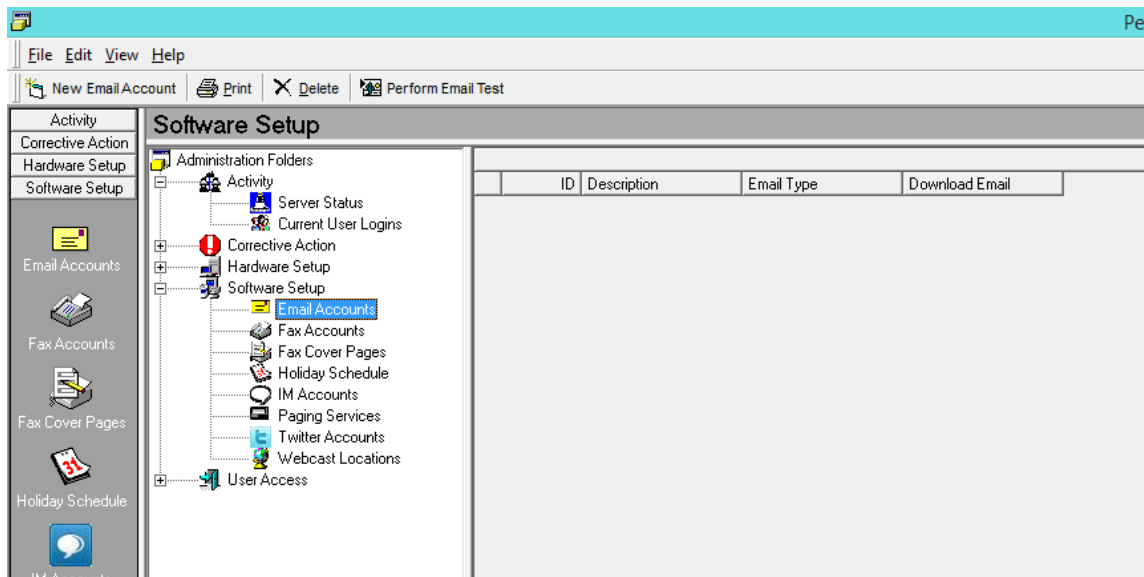 Pe
File Edit View Help
New Email Account Print Delete Perform Email Test
Activity
Corrective Action
Hardware Setup
Software Setup
Email Accounts
Fax Accounts
Fax Cover Pages
31
Holiday Schedule
IM Accounts
Software Setup
Administration Folders
Activity
Server Status
Current User Logins
Corrective Action
Hardware Setup
Software Setup
Email Accounts
Fax Accounts
Fax Cover Pages
Holiday Schedule
IM Accounts
Paging Services
Twitter Accounts
Webcast Locations
User Access
ID Description Email Type Download Email